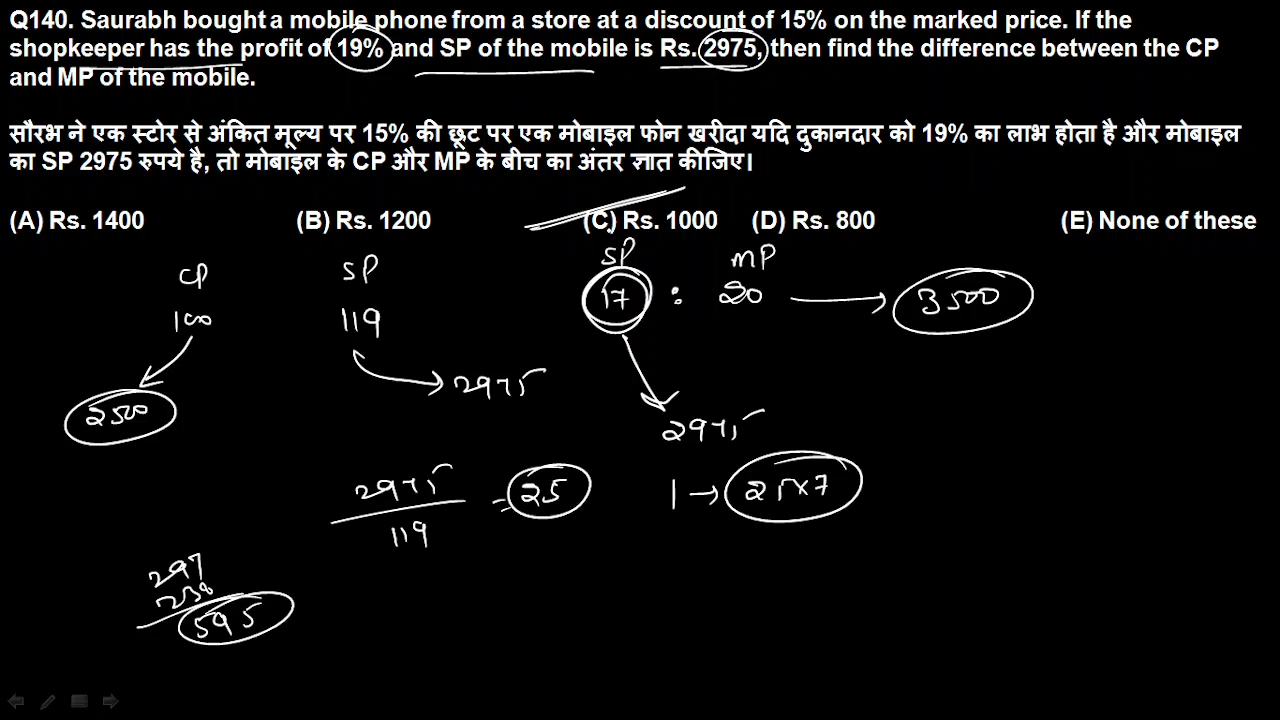 Q140. Saurabh bought a mobile phone from a store at a discount of 15% on the marked price. If the
shopkeeper has the profit of 19% and SP of the mobile is Rs. 2975, then find the difference between the CP
and MP of the mobile.
सौरभ ने एक स्टोर से अंकित मूल्य पर 15% की छूट पर एक मोबाइल फोन खरीदा यदि दुकानदार को 19% का लाभ होता है और मोबाइल
का SP 2975 रुपये है, तो मोबाइल के CP और MP के बीच का अंतर ज्ञात कीजिए।
(A) Rs. 1400 (B) Rs. 1200 (C) Rs. 1000 (D) Rs. 800 (E) None of these
CP SP SP MP
100 119 17 : 20 → 3500
2500 → 2975 2975
2975
119 = 25 1 → 25×7
297
238
595